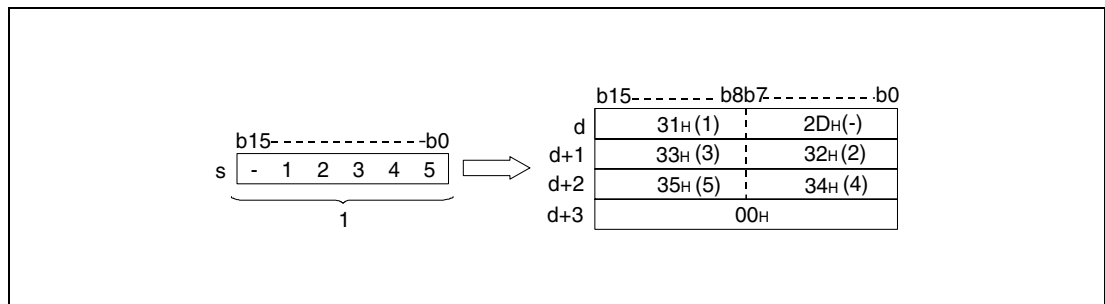 b15- - - - - - - - b8b7- - - - - - - - - -b0
d 31H (1) 2DH(-)
b15- - - - - - - - - - - - - - -b0
d+1 33H (3) 32H (2)
s - 1 2 3 4 5
d+2 35H (5) 34H (4)
d+3 00H
1